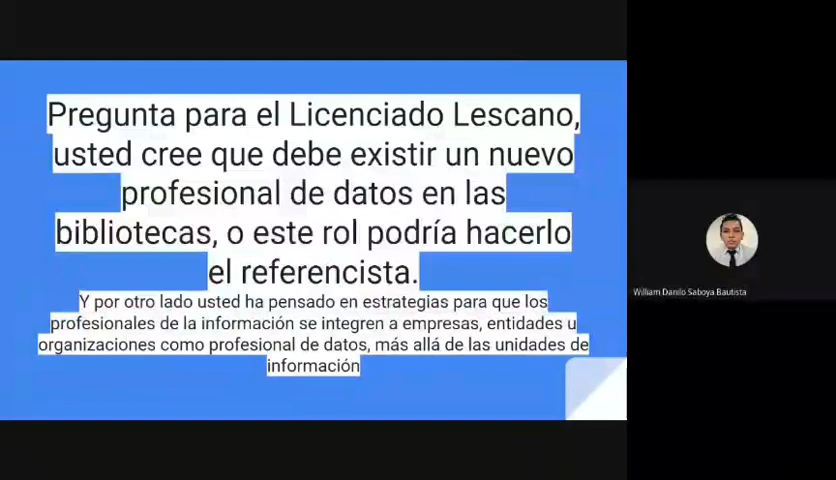 Pregunta para el Licenciado Lescano,
usted cree que debe existir un nuevo
profesional de datos en las
bibliotecas, o este rol podría hacerlo
el referencista.
Y por otro lado usted ha pensado en estrategias para que los
profesionales de la información se integren a empresas, entidades u
organizaciones como profesional de datos, más allá de las unidades de
información
William Danilo Saboya Bautista